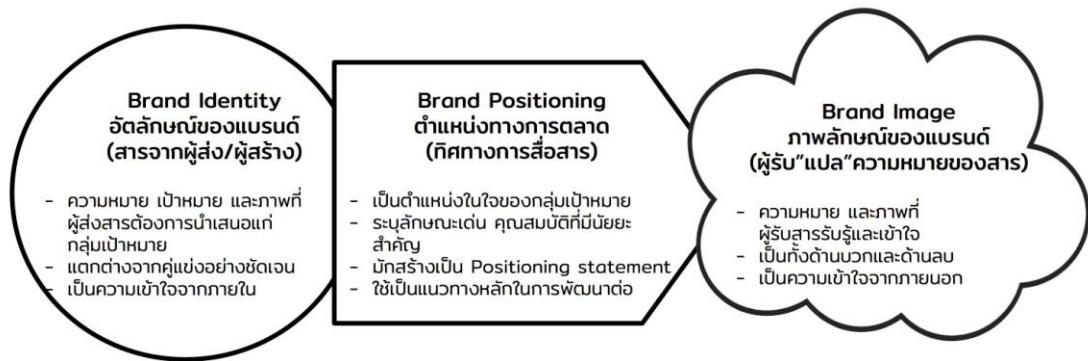 Brand Identity
อัตลักษณ์ของแบรนด์
(สารจากผู้ส่ง/ผู้สร้าง)
- ความหมาย เป้าหมาย และภาพที่
ผู้ส่งสารต้องการนำเสนอแก่
กลุ่มเป้าหมาย
- แตกต่างจากคู่แข่งอย่างชัดเจน
- เป็นความเข้าใจจากภายใน
Brand Positioning
ตำแหน่งทางการตลาด
(ทิศทางการสื่อสาร)
- เป็นตำแหน่งในใจของกลุ่มเป้าหมาย
- ระบุลักษณะเด่น คุณสมบัติที่มีนัยยะ
สำคัญ
- มักสร้างเป็น Positioning statement
- ใช้เป็นแนวทางหลักในการพัฒนาต่อ
Brand Image
ภาพลักษณ์ของแบรนด์
(ผู้รับ”แปล”ความหมายของสาร)
- ความหมาย และภาพที่
ผู้รับสารรับรู้และเข้าใจ
- เป็นทั้งด้านบวกและด้านลบ
- เป็นความเข้าใจจากภายนอก